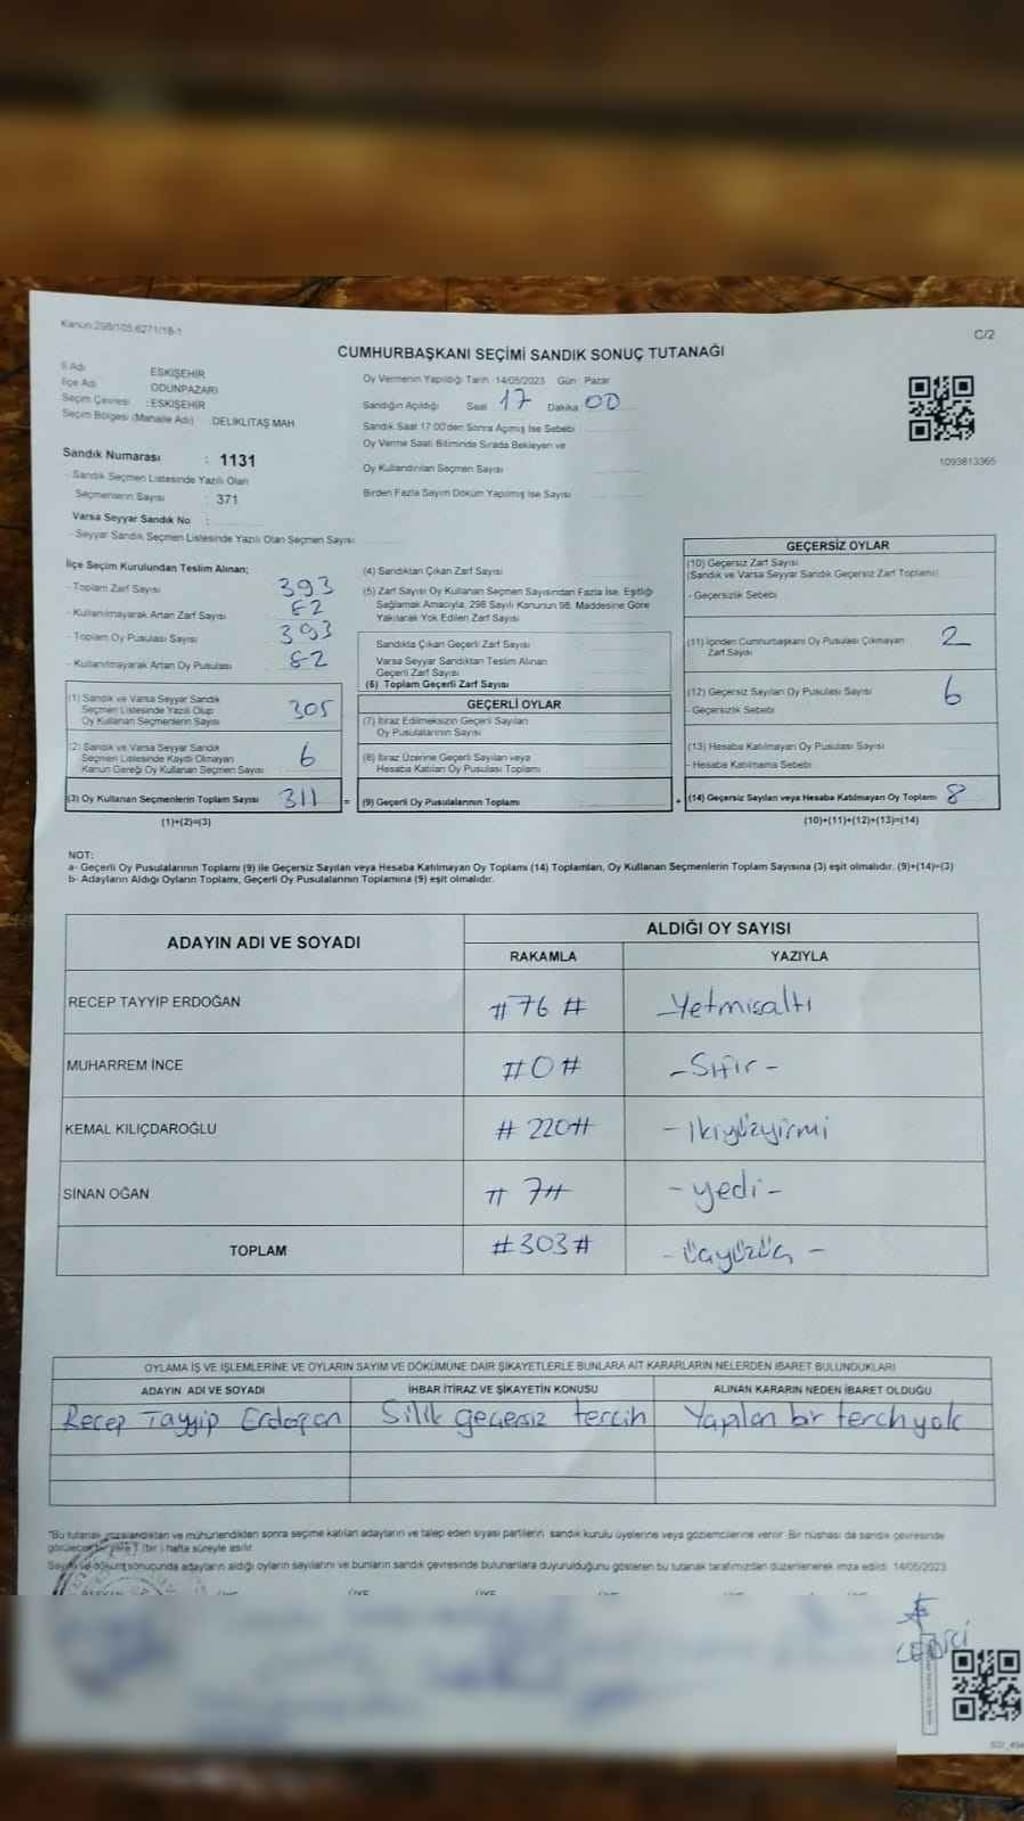 Kanun:298/105,6271/18-1
C/2
CUMHURBAŞKANI SEÇİMİ SANDIK SONUÇ TUTANAĞI
İl Adı ESKİŞEHİR
İlçe Adı ODUNPAZARI
Seçim Çevresi :ESKİŞEHİR
Seçim Bölgesi (Mahalle Adı) DELİKLİTAŞ MAH
Sandık Numarası : 1131
Sandık Seçmen Listesinde Yazılı Olan
Seçmenlerin Sayısı : 371
Varsa Seyyar Sandık No :
-Seyyar Sandık Seçmen Listesinde Yazılı Olan Seçmen Sayısı
Oy Vermenin Yapıldığı Tarih :14/05/2023 Gün : Pazar
Sandığın Açıldığı Saat 17 Dakika 00
Sandık Saat 17.00'den Sonra Açılmış İse Sebebi
Oy Verme Saati Bitiminde Sırada Bekleyen ve
Oy Kullandırılan Seçmen Sayısı
Birden Fazla Sayım Döküm Yapılmış İse Sayısı
1093813365
İlçe Seçim Kurulundan Teslim Alınan;
- Toplam Zarf Sayısı 393
- Kullanılmayarak Artan Zarf Sayısı 82
- Toplam Oy Pusulası Sayısı 393
- Kullanılmayarak Artan Oy Pusulası 82
(1) Sandık ve Varsa Seyyar Sandık
Seçmen Listesinde Yazılı Olup
Oy Kullanan Seçmenlerin Sayısı 305
(2) Sandık ve Varsa Seyyar Sandık
Seçmen Listesinde Kaydı Olmayan
Kanun Gereği Oy Kullanan Seçmen Sayısı 6
(3) Oy Kullanan Seçmenlerin Toplam Sayısı 311 =
(1)+(2)=(3)
(4) Sandıktan Çıkan Zarf Sayısı
(5) Zarf Sayısı Oy Kullanan Seçmen Sayısından Fazla İse, Eşitliği
Sağlamak Amacıyla, 298 Sayılı Kanunun 98. Maddesine Göre
Yakılarak Yok Edilen Zarf Sayısı
Sandıkta Çıkan Geçerli Zarf Sayısı
Varsa Seyyar Sandıktan Teslim Alınan
Geçerli Zarf Sayısı
(6) Toplam Geçerli Zarf Sayısı
GEÇERLİ OYLAR
(7) İtiraz Edilmeksizin Geçerli Sayılan
Oy Pusulalarının Sayısı
(8) İtiraz Üzerine Geçerli Sayılan veya
Hesaba Katılan Oy Pusulası Toplamı
(9) Geçerli Oy Pusulalarının Toplamı +
GEÇERSİZ OYLAR
(10) Geçersiz Zarf Sayısı
(Sandık ve Varsa Seyyar Sandık Geçersiz Zarf Toplamı)
- Geçersizlik Sebebi
(11) İçinden Cumhurbaşkanı Oy Pusulası Çıkmayan
Zarf Sayısı 2
(12) Geçersiz Sayılan Oy Pusulası Sayısı 6
- Geçersizlik Sebebi
(13) Hesaba Katılmayan Oy Pusulası Sayısı
- Hesaba Katılmama Sebebi
(14) Geçersiz Sayılan veya Hesaba Katılmayan Oy Toplamı 8
(10)+(11)+(12)+(13)=(14)
NOT:
a- Geçerli Oy Pusulalarının Toplamı (9) ile Geçersiz Sayılan veya Hesaba Katılmayan Oy Toplamı (14) Toplamları, Oy Kullanan Seçmenlerin Toplam Sayısına (3) eşit olmalıdır. (9)+(14)=(3)
b- Adayların Aldığı Oyların Toplamı, Geçerli Oy Pusulalarının Toplamına (9) eşit olmalıdır.
ADAYIN ADI VE SOYADI ALDIĞI OY SAYISI
RAKAMLA YAZIYLA
RECEP TAYYIP ERDOĞAN #76# -Yetmişaltı
MUHARREM İNCE #0# -Sıfır-
KEMAL KILIÇDAROĞLU #220# -İkiyüzyirmi
SİNAN OĞAN #7# -yedi-
TOPLAM #303# -üçyüzüç-
OYLAMA İŞ VE İŞLEMLERİNE VE OYLARIN SAYIM VE DÖKÜMÜNE DAİR ŞİKAYETLERLE BUNLARA AİT KARARLARIN NELERDEN İBARET BULUNDUKLARI
ADAYIN ADI VE SOYADI İHBAR İTİRAZ VE ŞİKAYETİN KONUSU ALINAN KARARIN NEDEN İBARET OLDUĞU
Recep Tayyip Erdoğan Silik geçersiz tercih Yapılan bir terch yok
"Bu tutanak imzalandıktan ve mühürlendikten sonra seçime katılan adayların ve talep eden siyasi partilerin sandık kurulu üyelerine veya gözlemcilerine verilir. Bir nüshası da sandık çevresinde
görülecek bir yere 1 (bir) hafta süreyle asılır.
Sayım ve döküm sonucunda adayların aldığı oyların sayılarını ve bunların sandık çevresinde bulunanlara duyurulduğunu gösteren bu tutanak tarafımızdan düzenlenerek imza edildi. 14/05/2023